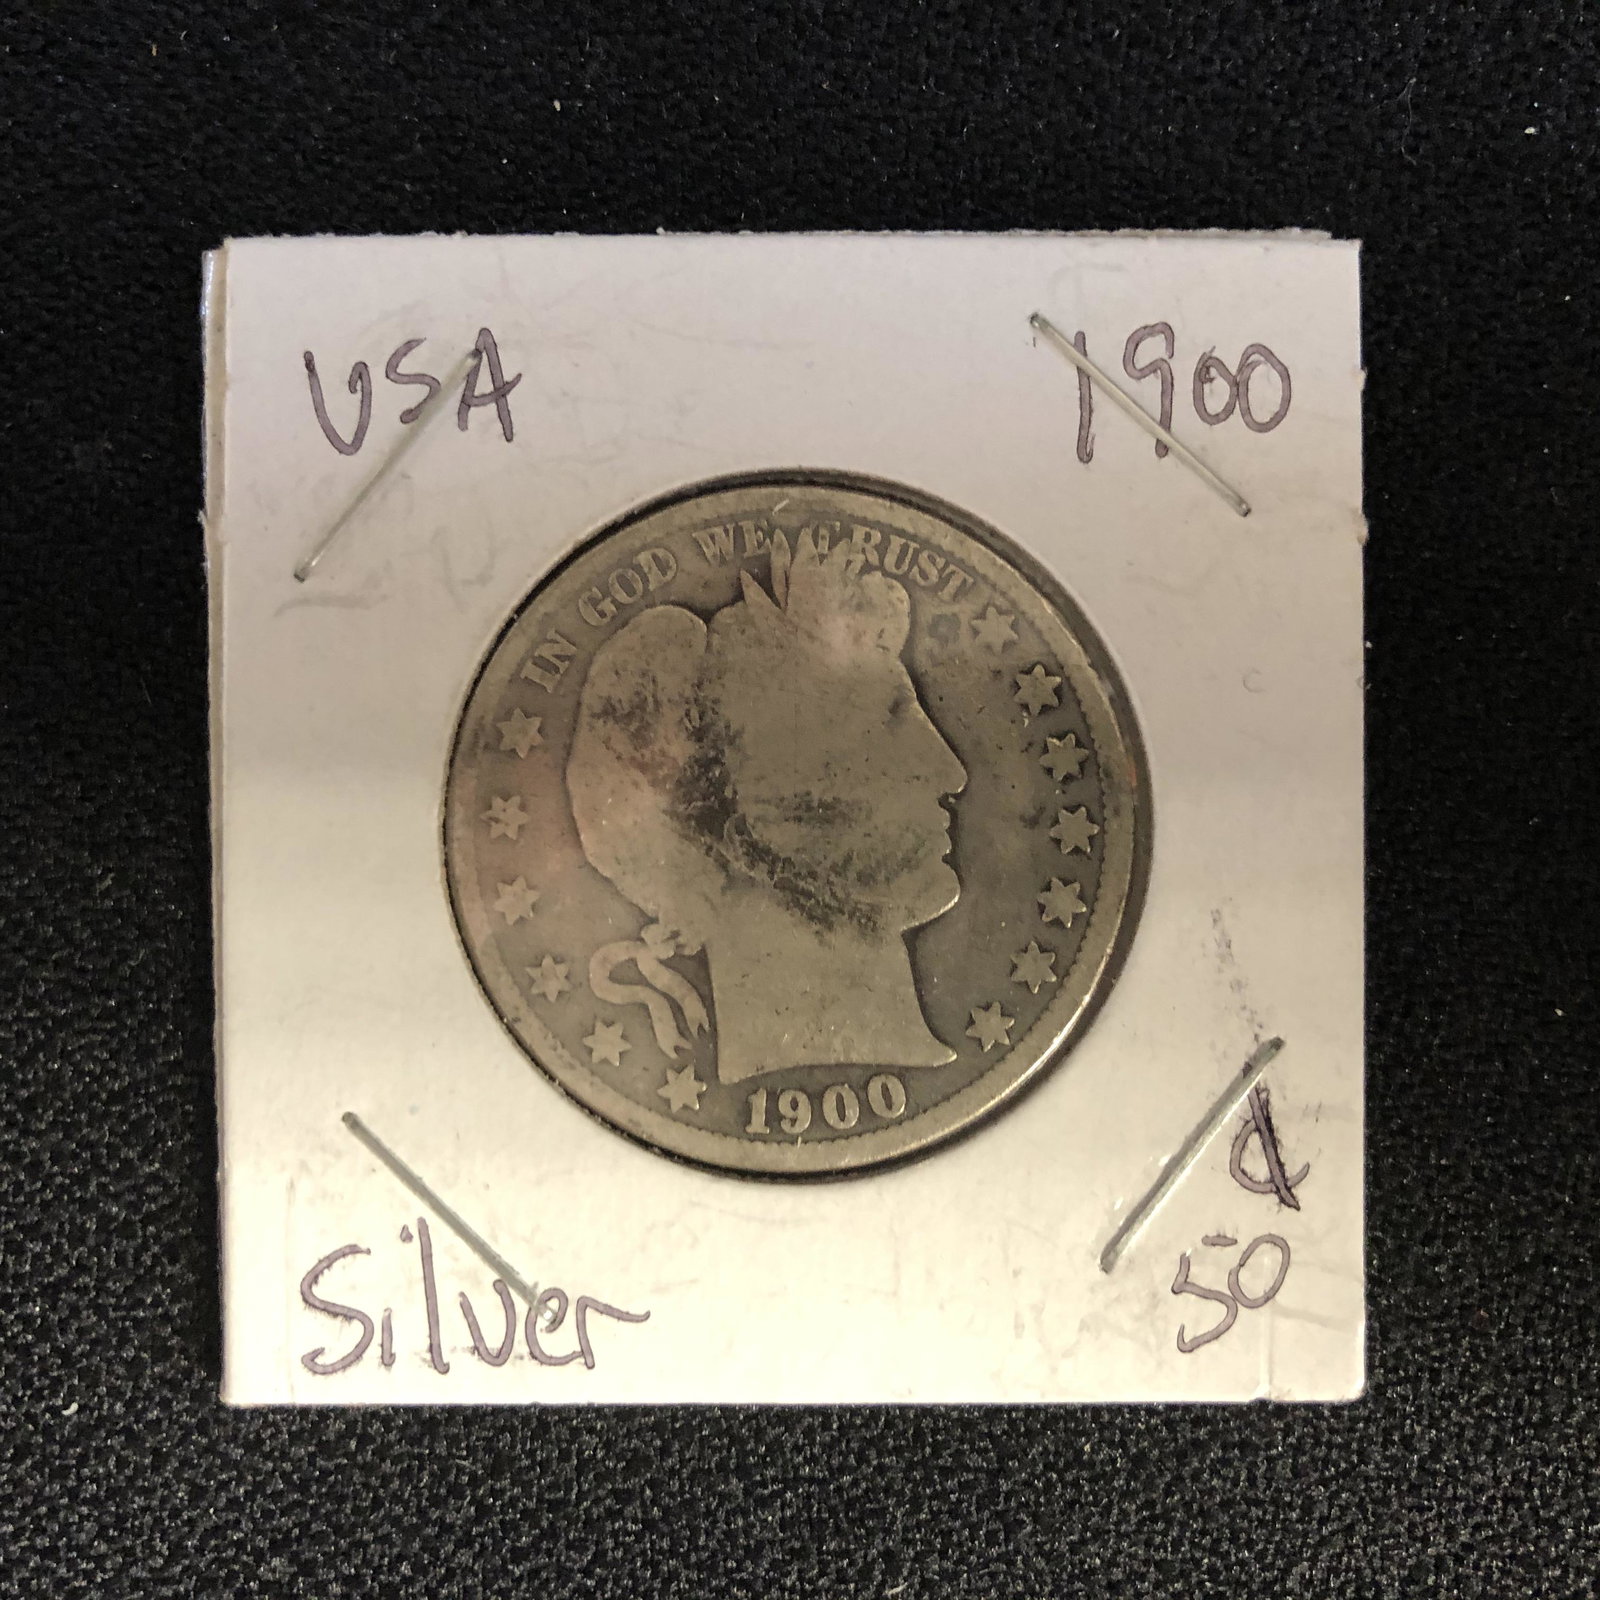 USA
1900
IN GOD WE TRUST
1900
Silver
¢
50